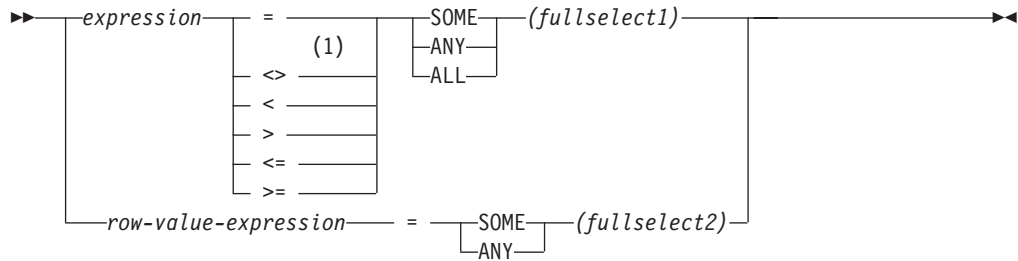 expression = SOME (fullselect1)
(1) ANY
<> ALL
<
>
<=
>=
row-value-expression = SOME (fullselect2)
ANY